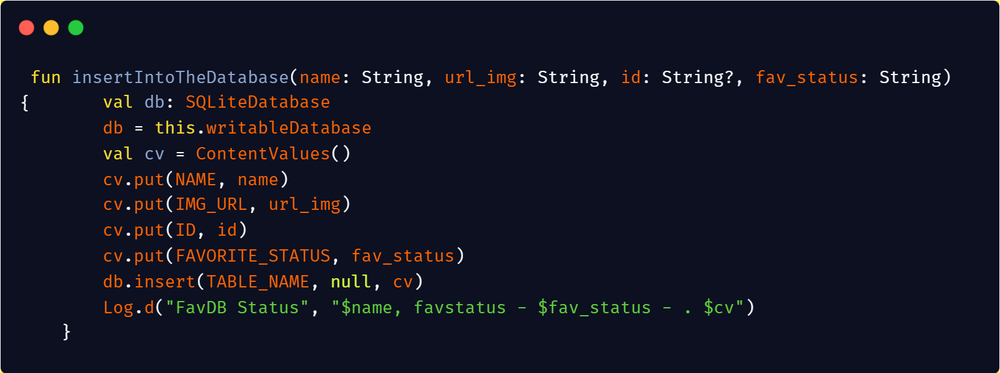 fun insertIntoTheDatabase(name: String, url_img: String, id: String?, fav_status: String)
{       val db: SQLiteDatabase
        db = this.writableDatabase
        val cv = ContentValues()
        cv.put(NAME, name)
        cv.put(IMG_URL, url_img)
        cv.put(ID, id)
        cv.put(FAVORITE_STATUS, fav_status)
        db.insert(TABLE_NAME, null, cv)
        Log.d("FavDB Status", "$name, favstatus - $fav_status - . $cv")
    }